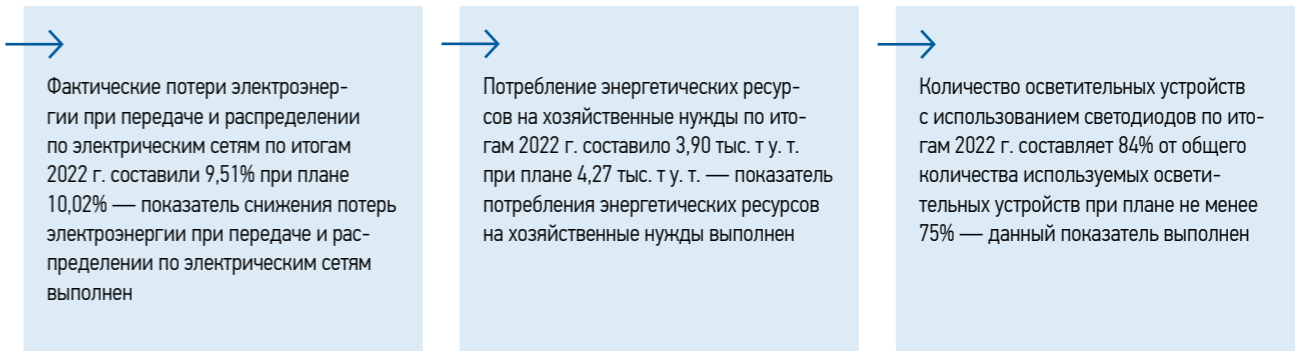 Фактические потери электроэнер-
гии при передаче и распределении
по электрическим сетям по итогам
2022 г. составили 9,51% при плане
10,02% — показатель снижения потерь
электроэнергии при передаче и рас-
пределении по электрическим сетям
выполнен
Потребление энергетических ресур-
сов на хозяйственные нужды по ито-
гам 2022 г. составило 3,90 тыс. т у. т.
при плане 4,27 тыс. т у. т. — показатель
потребления энергетических ресурсов
на хозяйственные нужды выполнен
Количество осветительных устройств
с использованием светодиодов по ито-
гам 2022 г. составляет 84% от общего
количества используемых освети-
тельных устройств при плане не менее
75% — данный показатель выполнен